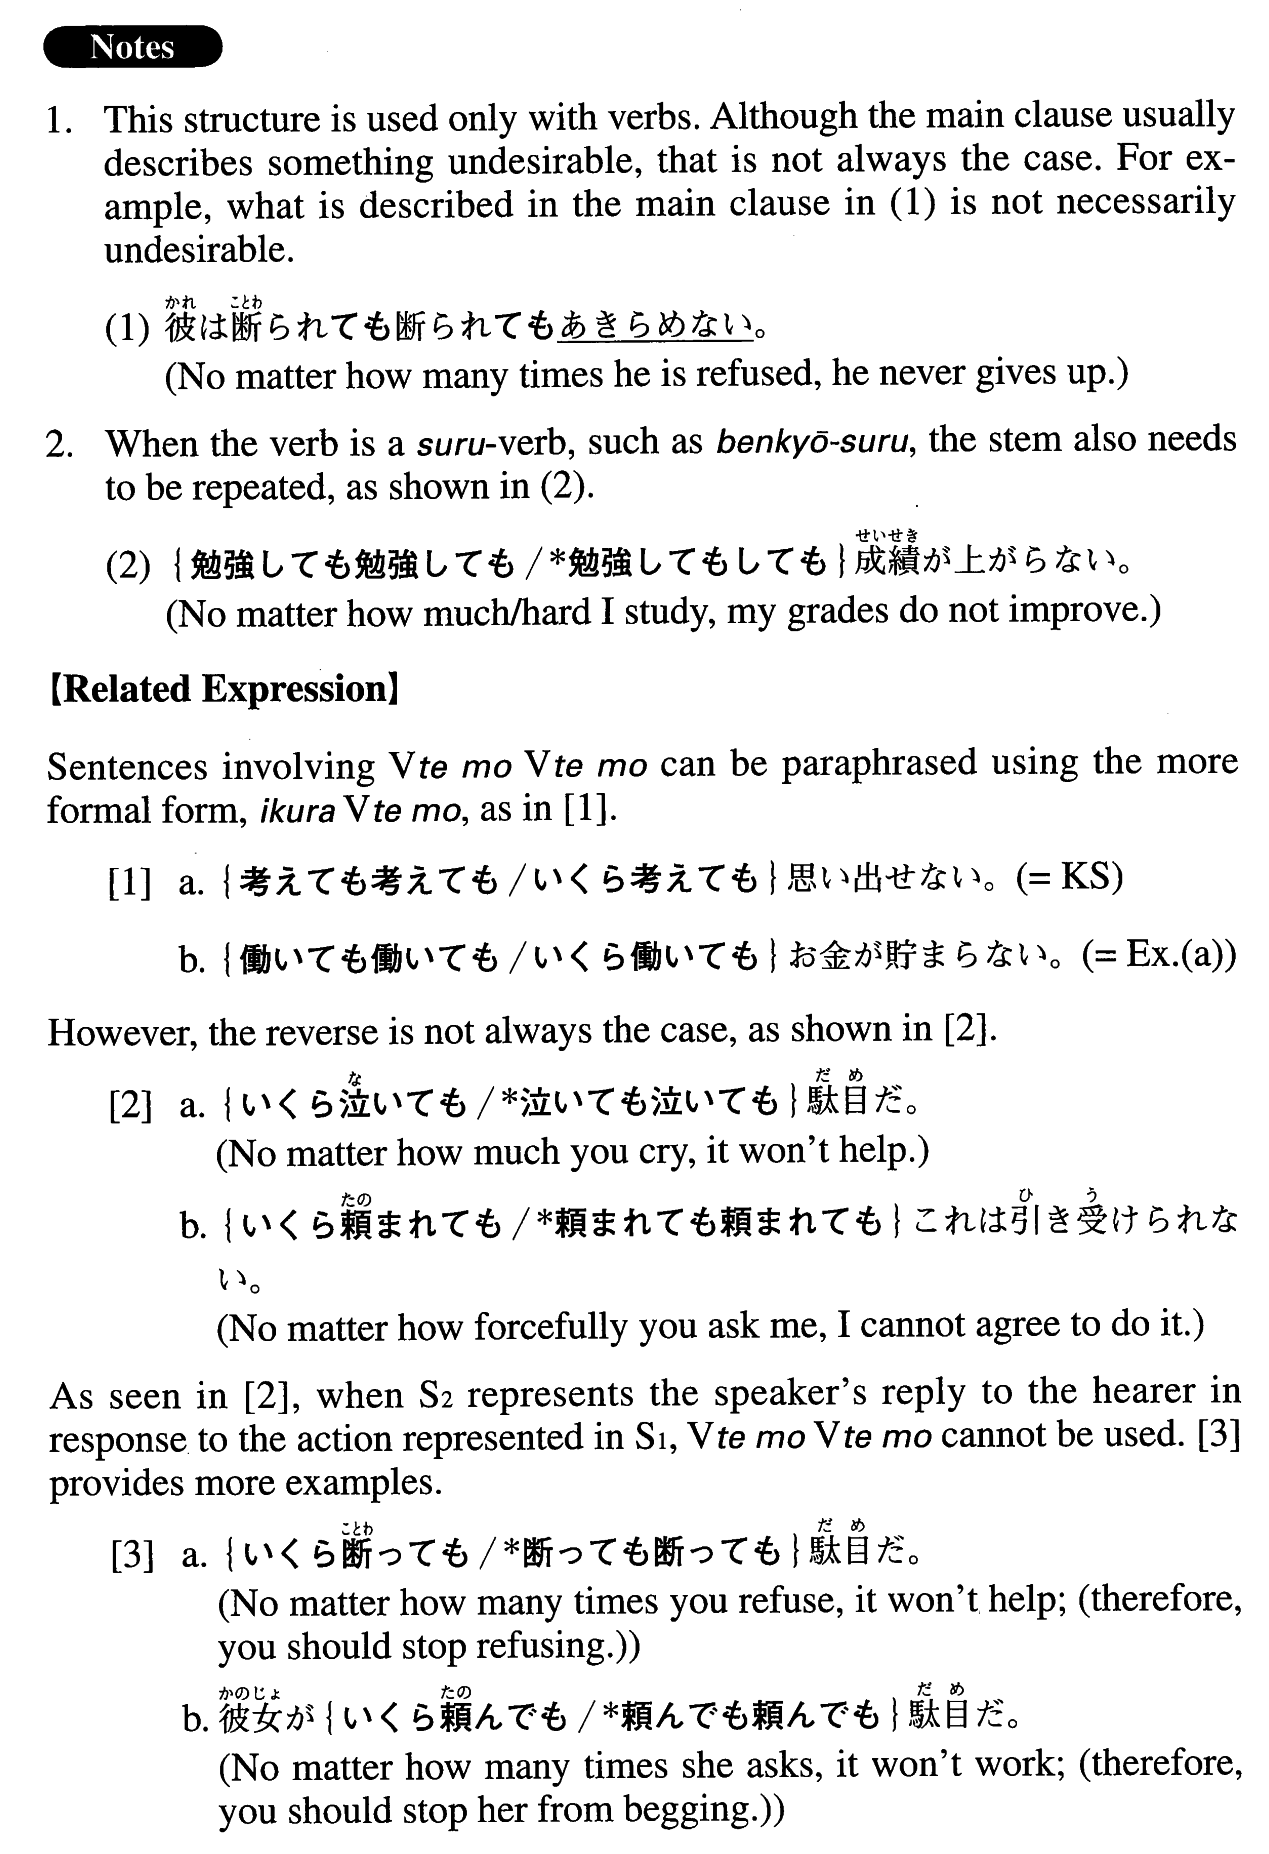 Notes
1. This structure is used only with verbs. Although the main clause usually
describes something undesirable, that is not always the case. For ex-
ample, what is described in the main clause in (1) is not necessarily
undesirable.
かれ ことわ
(1) 彼は断られても断られてもあきらめない。
(No matter how many times he is refused, he never gives up.)
2. When the verb is a suru-verb, such as benkyō-suru, the stem also needs
to be repeated, as shown in (2).
せいせき
(2) {勉強しても勉強しても/*勉強してもしても}成績が上がらない。
(No matter how much/hard I study, my grades do not improve.)
【Related Expression】
Sentences involving Vte mo Vte mo can be paraphrased using the more
formal form, ikura Vte mo, as in [1].
[1] a. {考えても考えても/いくら考えても}思い出せない。(= KS)
b. {働いても働いても/いくら働いても}お金が貯まらない。(= Ex.(a))
However, the reverse is not always the case, as shown in [2].
な だ め
[2] a. {いくら泣いても/*泣いても泣いても}駄目だ。
(No matter how much you cry, it won't help.)
たの ひ う
b. {いくら頼まれても/*頼まれても頼まれても}これは引き受けられな
い。
(No matter how forcefully you ask me, I cannot agree to do it.)
As seen in [2], when S2 represents the speaker's reply to the hearer in
response to the action represented in S1, Vte mo Vte mo cannot be used. [3]
provides more examples.
ことわ だ め
[3] a. {いくら断っても/*断っても断っても}駄目だ。
(No matter how many times you refuse, it won't help; (therefore,
you should stop refusing.))
かのじょ たの だ め
b. 彼女が{いくら頼んでも/*頼んでも頼んでも}駄目だ。
(No matter how many times she asks, it won't work; (therefore,
you should stop her from begging.))